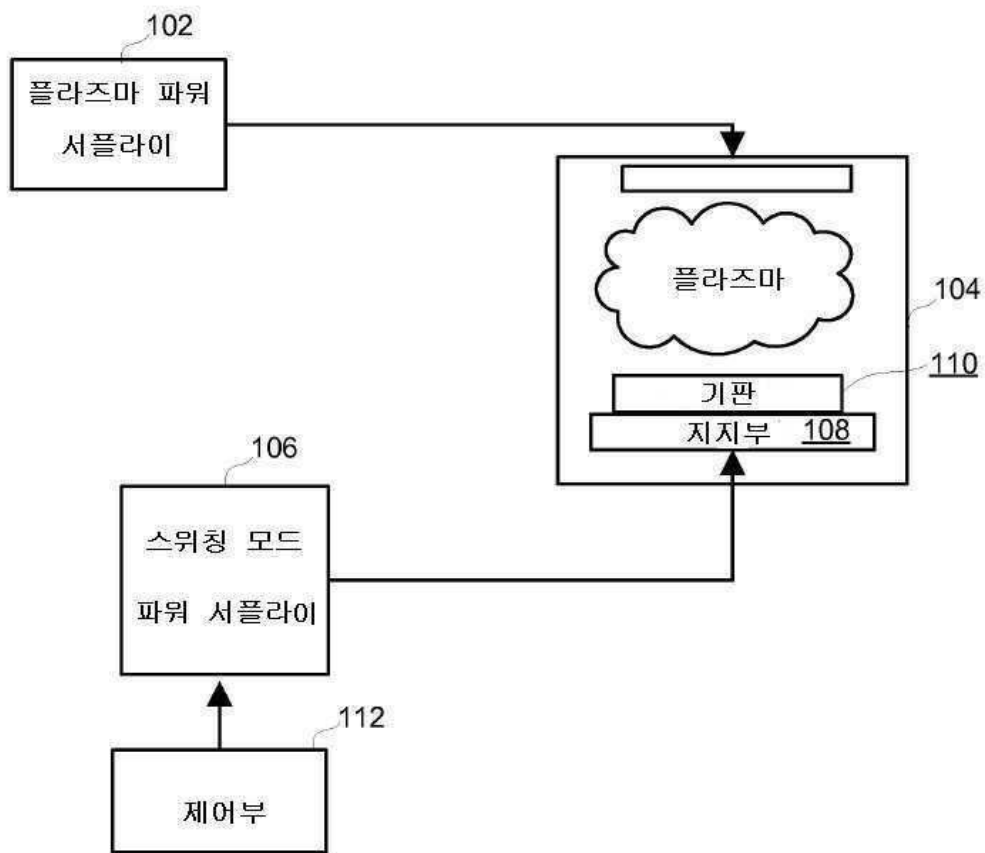 102
플라즈마 파워
서플라이
플라즈마
104
110
기판
지지부 108
106
스위칭 모드
파워 서플라이
112
제어부